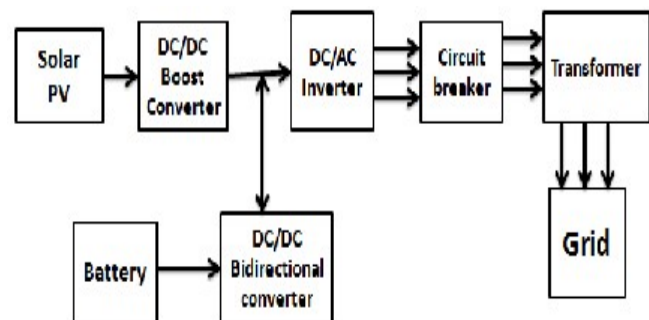 Solar
PV
DC/DC
Boost
Converter
DC/AC
Inverter
Circuit
breaker
Transformer
Battery
DC/DC
Bidirectional
converter
Grid